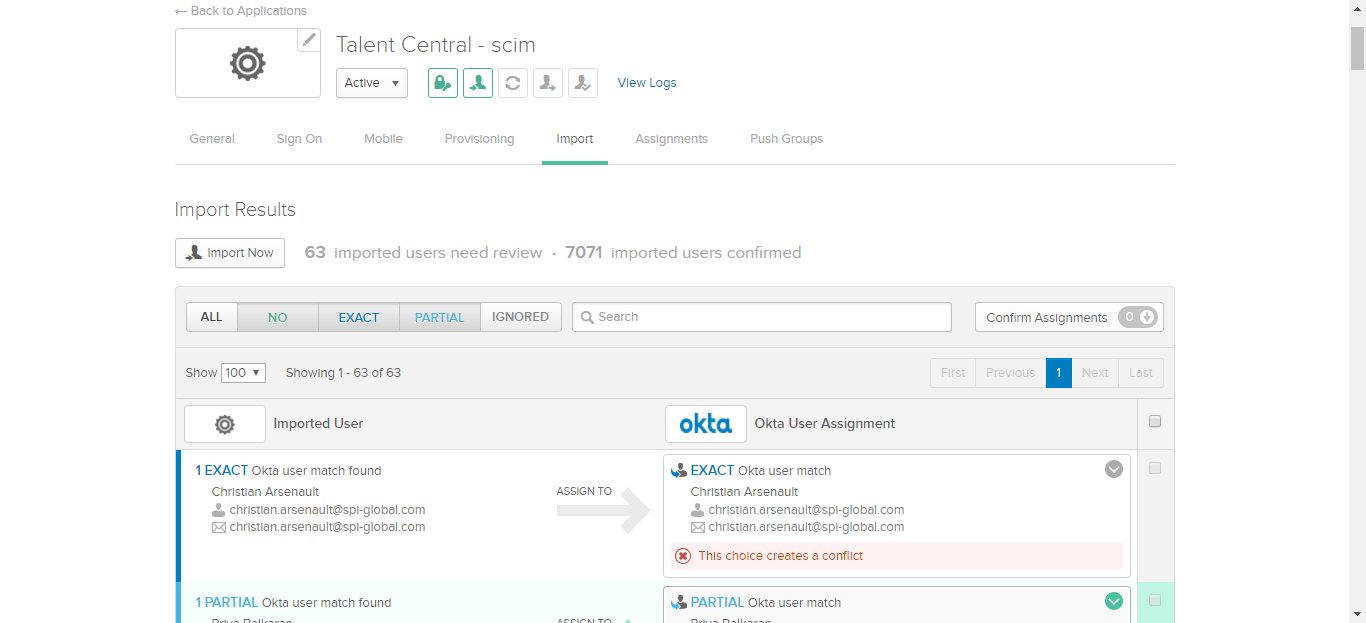 ← Back to Applications
Talent Central - scim
Active ▼ View Logs
General Sign On Mobile Provisioning Import Assignments Push Groups
Import Results
Import Now 63 imported users need review · 7071 imported users confirmed
ALL NO EXACT PARTIAL IGNORED Search Confirm Assignments 0
Show 100 ▼ Showing 1 - 63 of 63 First Previous 1 Next Last
Imported User okta Okta User Assignment
1 EXACT Okta user match found EXACT Okta user match
Christian Arsenault ASSIGN TO Christian Arsenault
christian.arsenault@spi-global.com christian.arsenault@spi-global.com
christian.arsenault@spi-global.com christian.arsenault@spi-global.com
This choice creates a conflict
1 PARTIAL Okta user match found PARTIAL Okta user match
Priya Balkaran ASSIGN TO Priya Balkaran